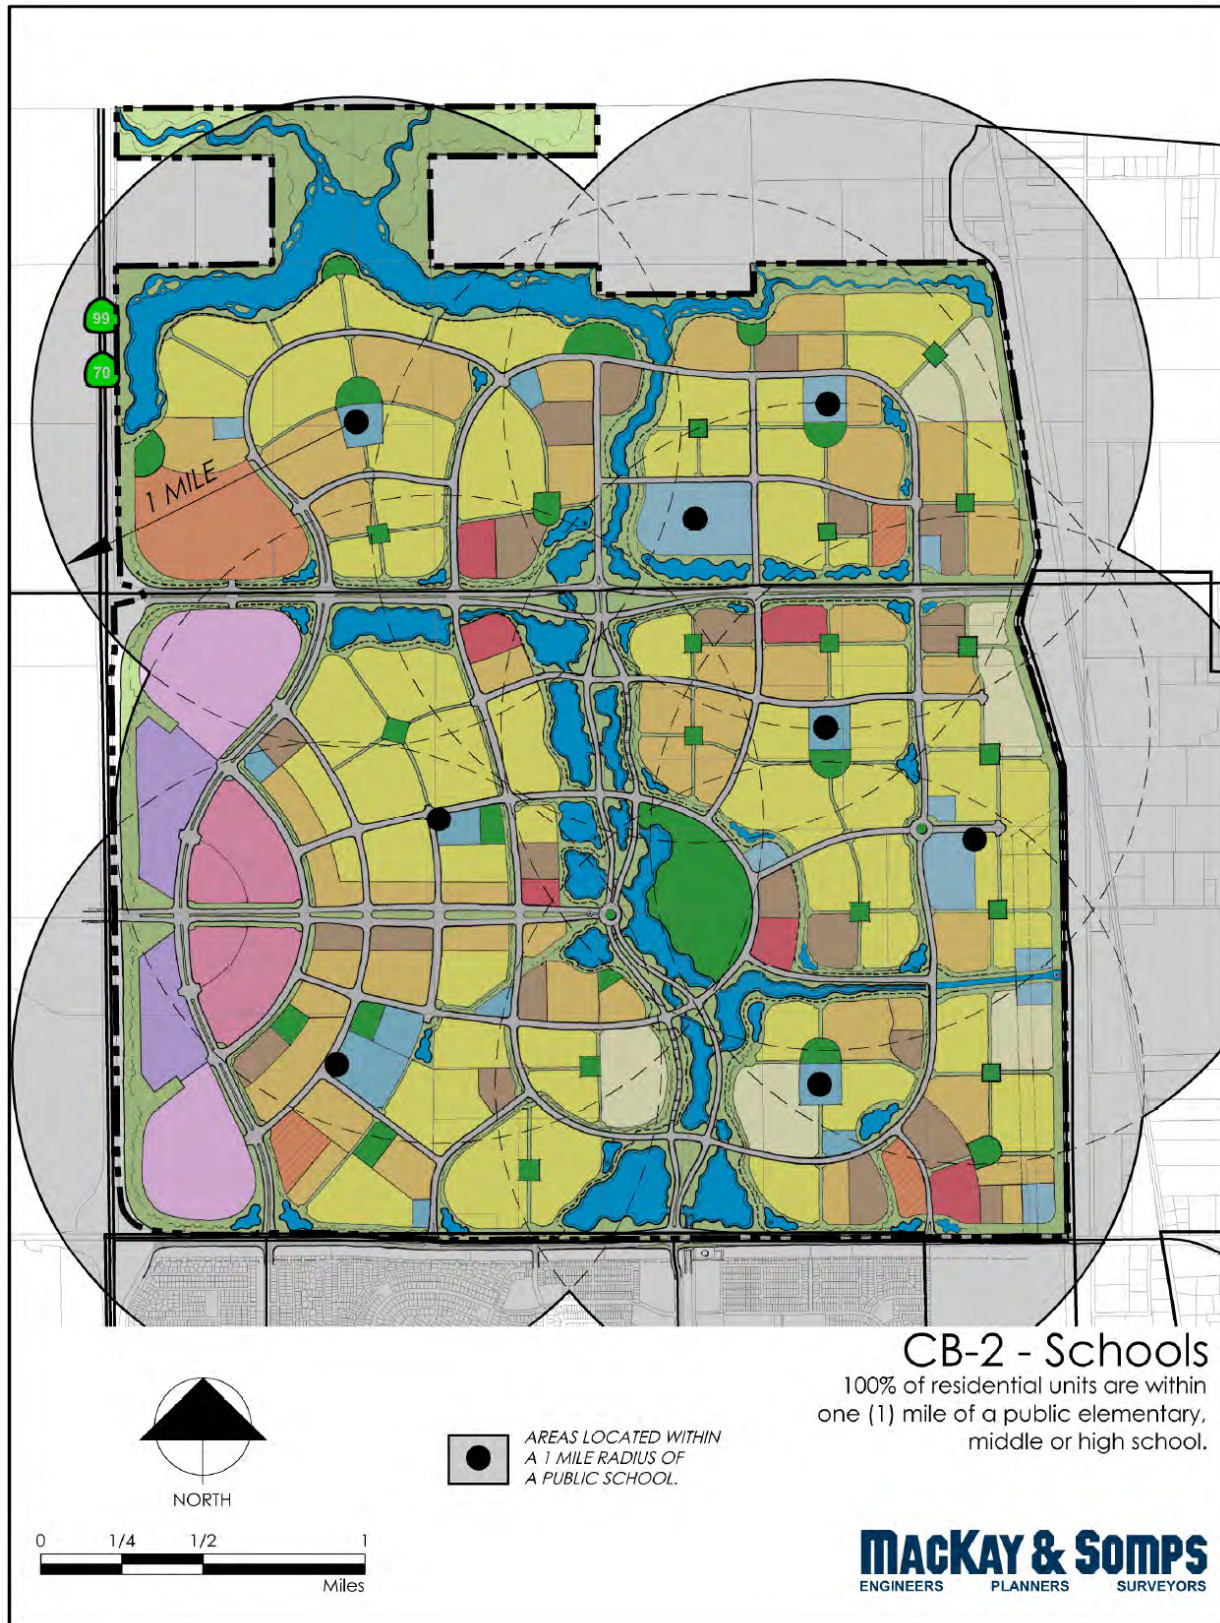 99
70
1 MILE
CB-2 - Schools
100% of residential units are within
one (1) mile of a public elementary,
middle or high school.
AREAS LOCATED WITHIN
A 1 MILE RADIUS OF
A PUBLIC SCHOOL.
NORTH
0 1/4 1/2 1
Miles
MACKAY & SOMPS
ENGINEERS PLANNERS SURVEYORS